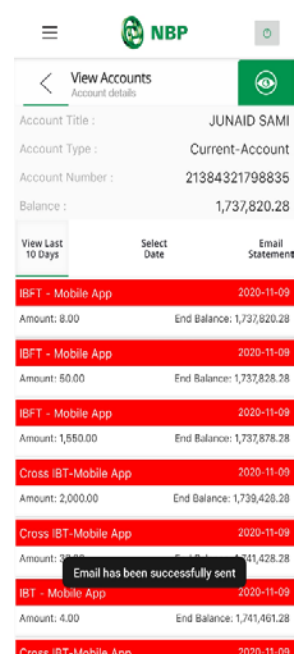 NBP
View Accounts
Account details
Account Title : JUNAID SAMI
Account Type : Current-Account
Account Number : 21384321798835
Balance : 1,737,820.28
View Last 10 Days
Select Date
Email Statement
IBFT - Mobile App 2020-11-09
Amount: 8.00 End Balance: 1,737,820.28
IBFT - Mobile App 2020-11-09
Amount: 50.00 End Balance: 1,737,828.28
IBFT - Mobile App 2020-11-09
Amount: 1,550.00 End Balance: 1,737,878.28
Cross IBT-Mobile App 2020-11-09
Amount: 2,000.00 End Balance: 1,739,428.28
Cross IBT-Mobile App 2020-11-09
Amount:
Email has been successfully sent
IBT - Mobile App 2020-11-09
Amount: 4.00 End Balance: 1,741,461.28
Cross IBT-Mobile App 2020-11-09